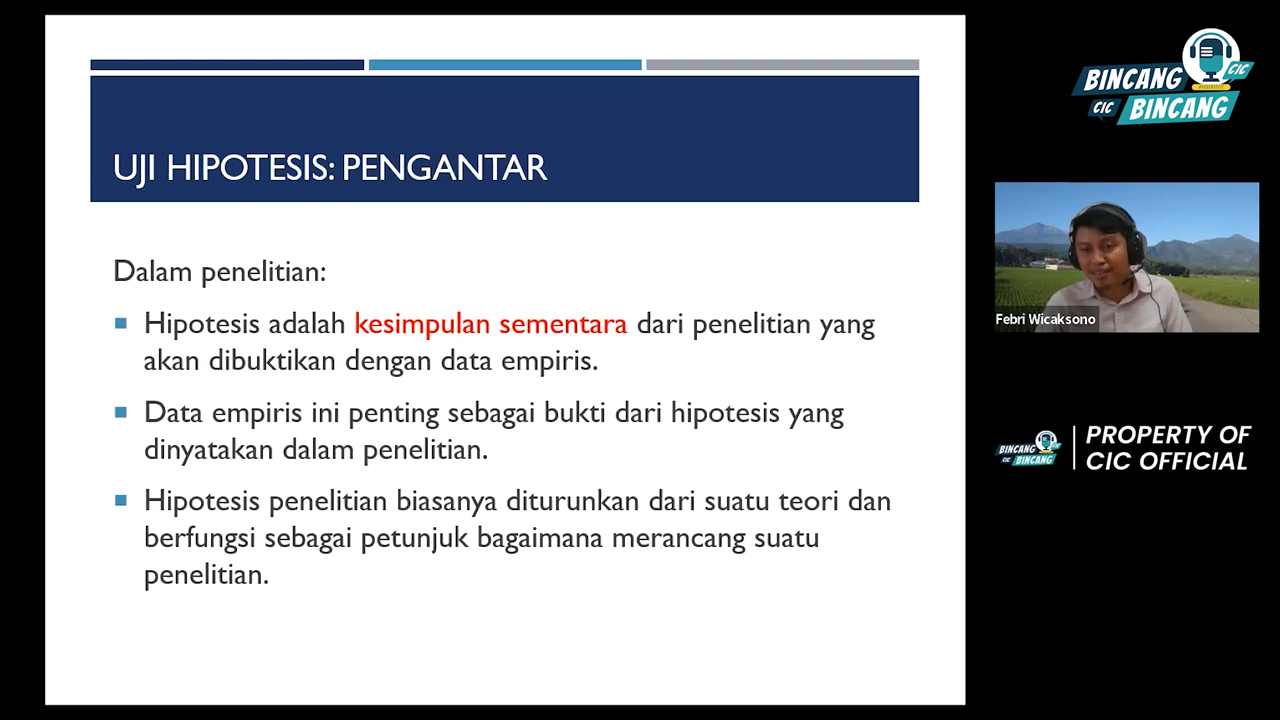 UJI HIPOTESIS: PENGANTAR
Dalam penelitian:
Hipotesis adalah kesimpulan sementara dari penelitian yang
akan dibuktikan dengan data empiris.
Data empiris ini penting sebagai bukti dari hipotesis yang
dinyatakan dalam penelitian.
Hipotesis penelitian biasanya diturunkan dari suatu teori dan
berfungsi sebagai petunjuk bagaimana merancang suatu
penelitian.
BINCANG CIC
CIC BINCANG
Febri Wicaksono
BINCANG CIC
CIC BINCANG
PROPERTY OF
CIC OFFICIAL